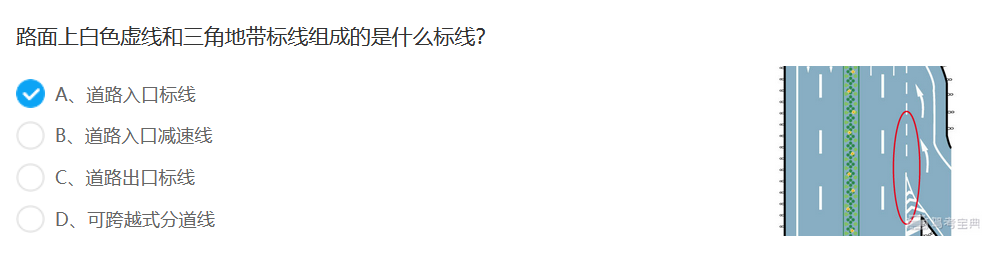 路面上白色虚线和三角地带标线组成的是什么标线?
A、道路入口标线
B、道路入口减速线
C、道路出口标线
D、可跨越式分道线
驾考宝典